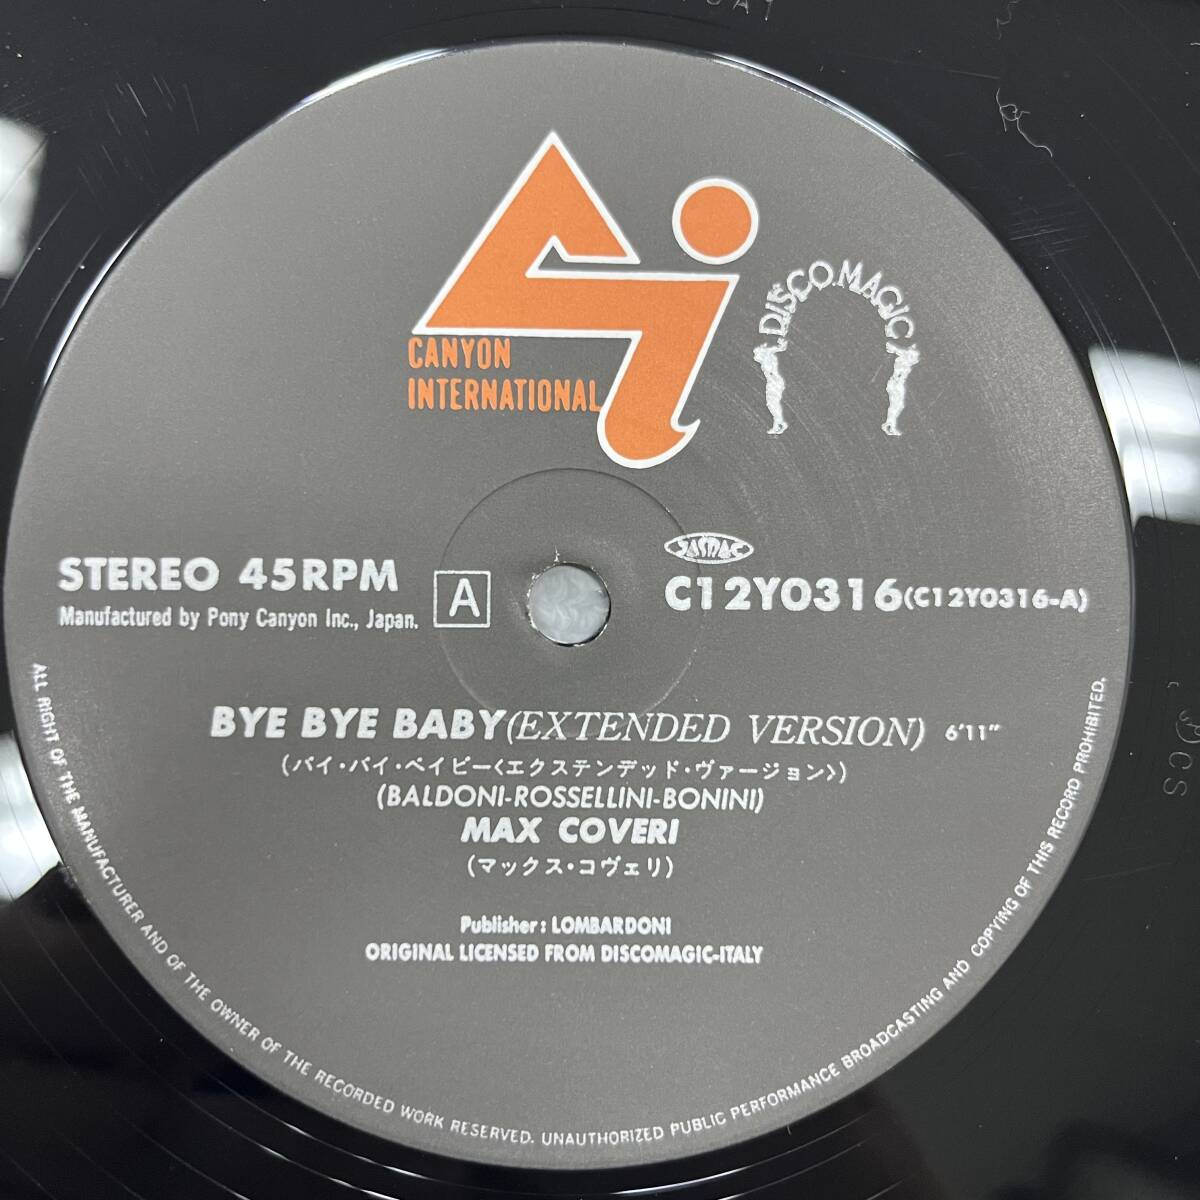 DISCOMAGIC
CANYON
INTERNATIONAL
STEREO 45RPM
Manufactured by Pony Canyon Inc., Japan.
A
JASRAC
C12Y0316(C12Y0316-A)
BYE BYE BABY(EXTENDED VERSION) 6'11"
(バイ・バイ・ベイビー〈エクステンデッド・ヴァージョン〉)
(BALDONI-ROSSELLINI-BONINI)
MAX COVERI
(マックス・コヴェリ)
Publisher: LOMBARDONI
ORIGINAL LICENSED FROM DISCOMAGIC-ITALY
ALL RIGHT OF THE MANUFACTURER AND OF THE OWNER OF THE RECORDED WORK RESERVED. UNAUTHORIZED PUBLIC PERFORMANCE BROADCASTING AND COPYING OF THIS RECORD PROHIBITED.